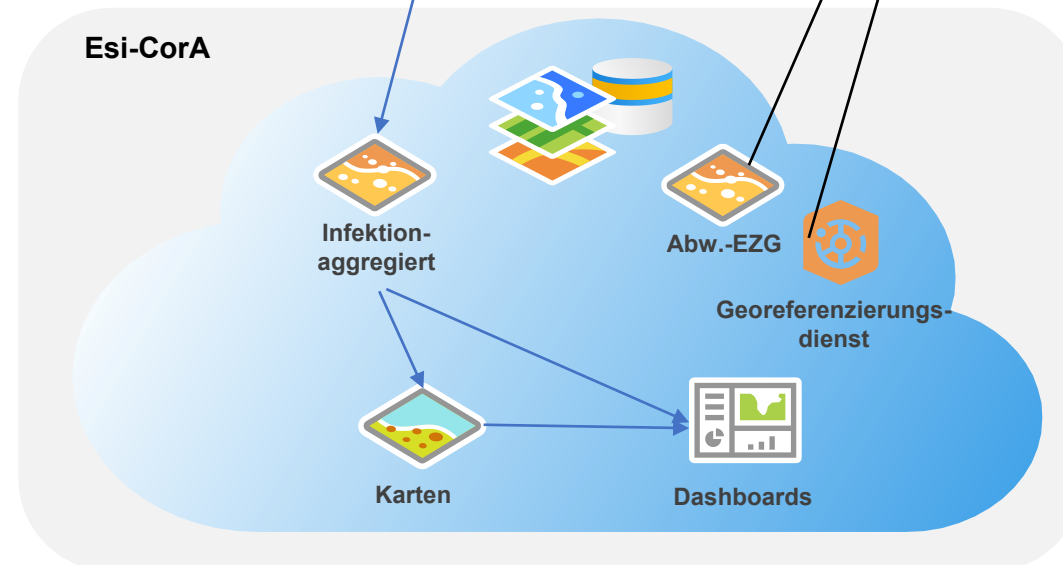 Esi-CorA
Infektion-
aggregiert
Abw.-EZG
Georeferenzierungs-
dienst
Karten
Dashboards